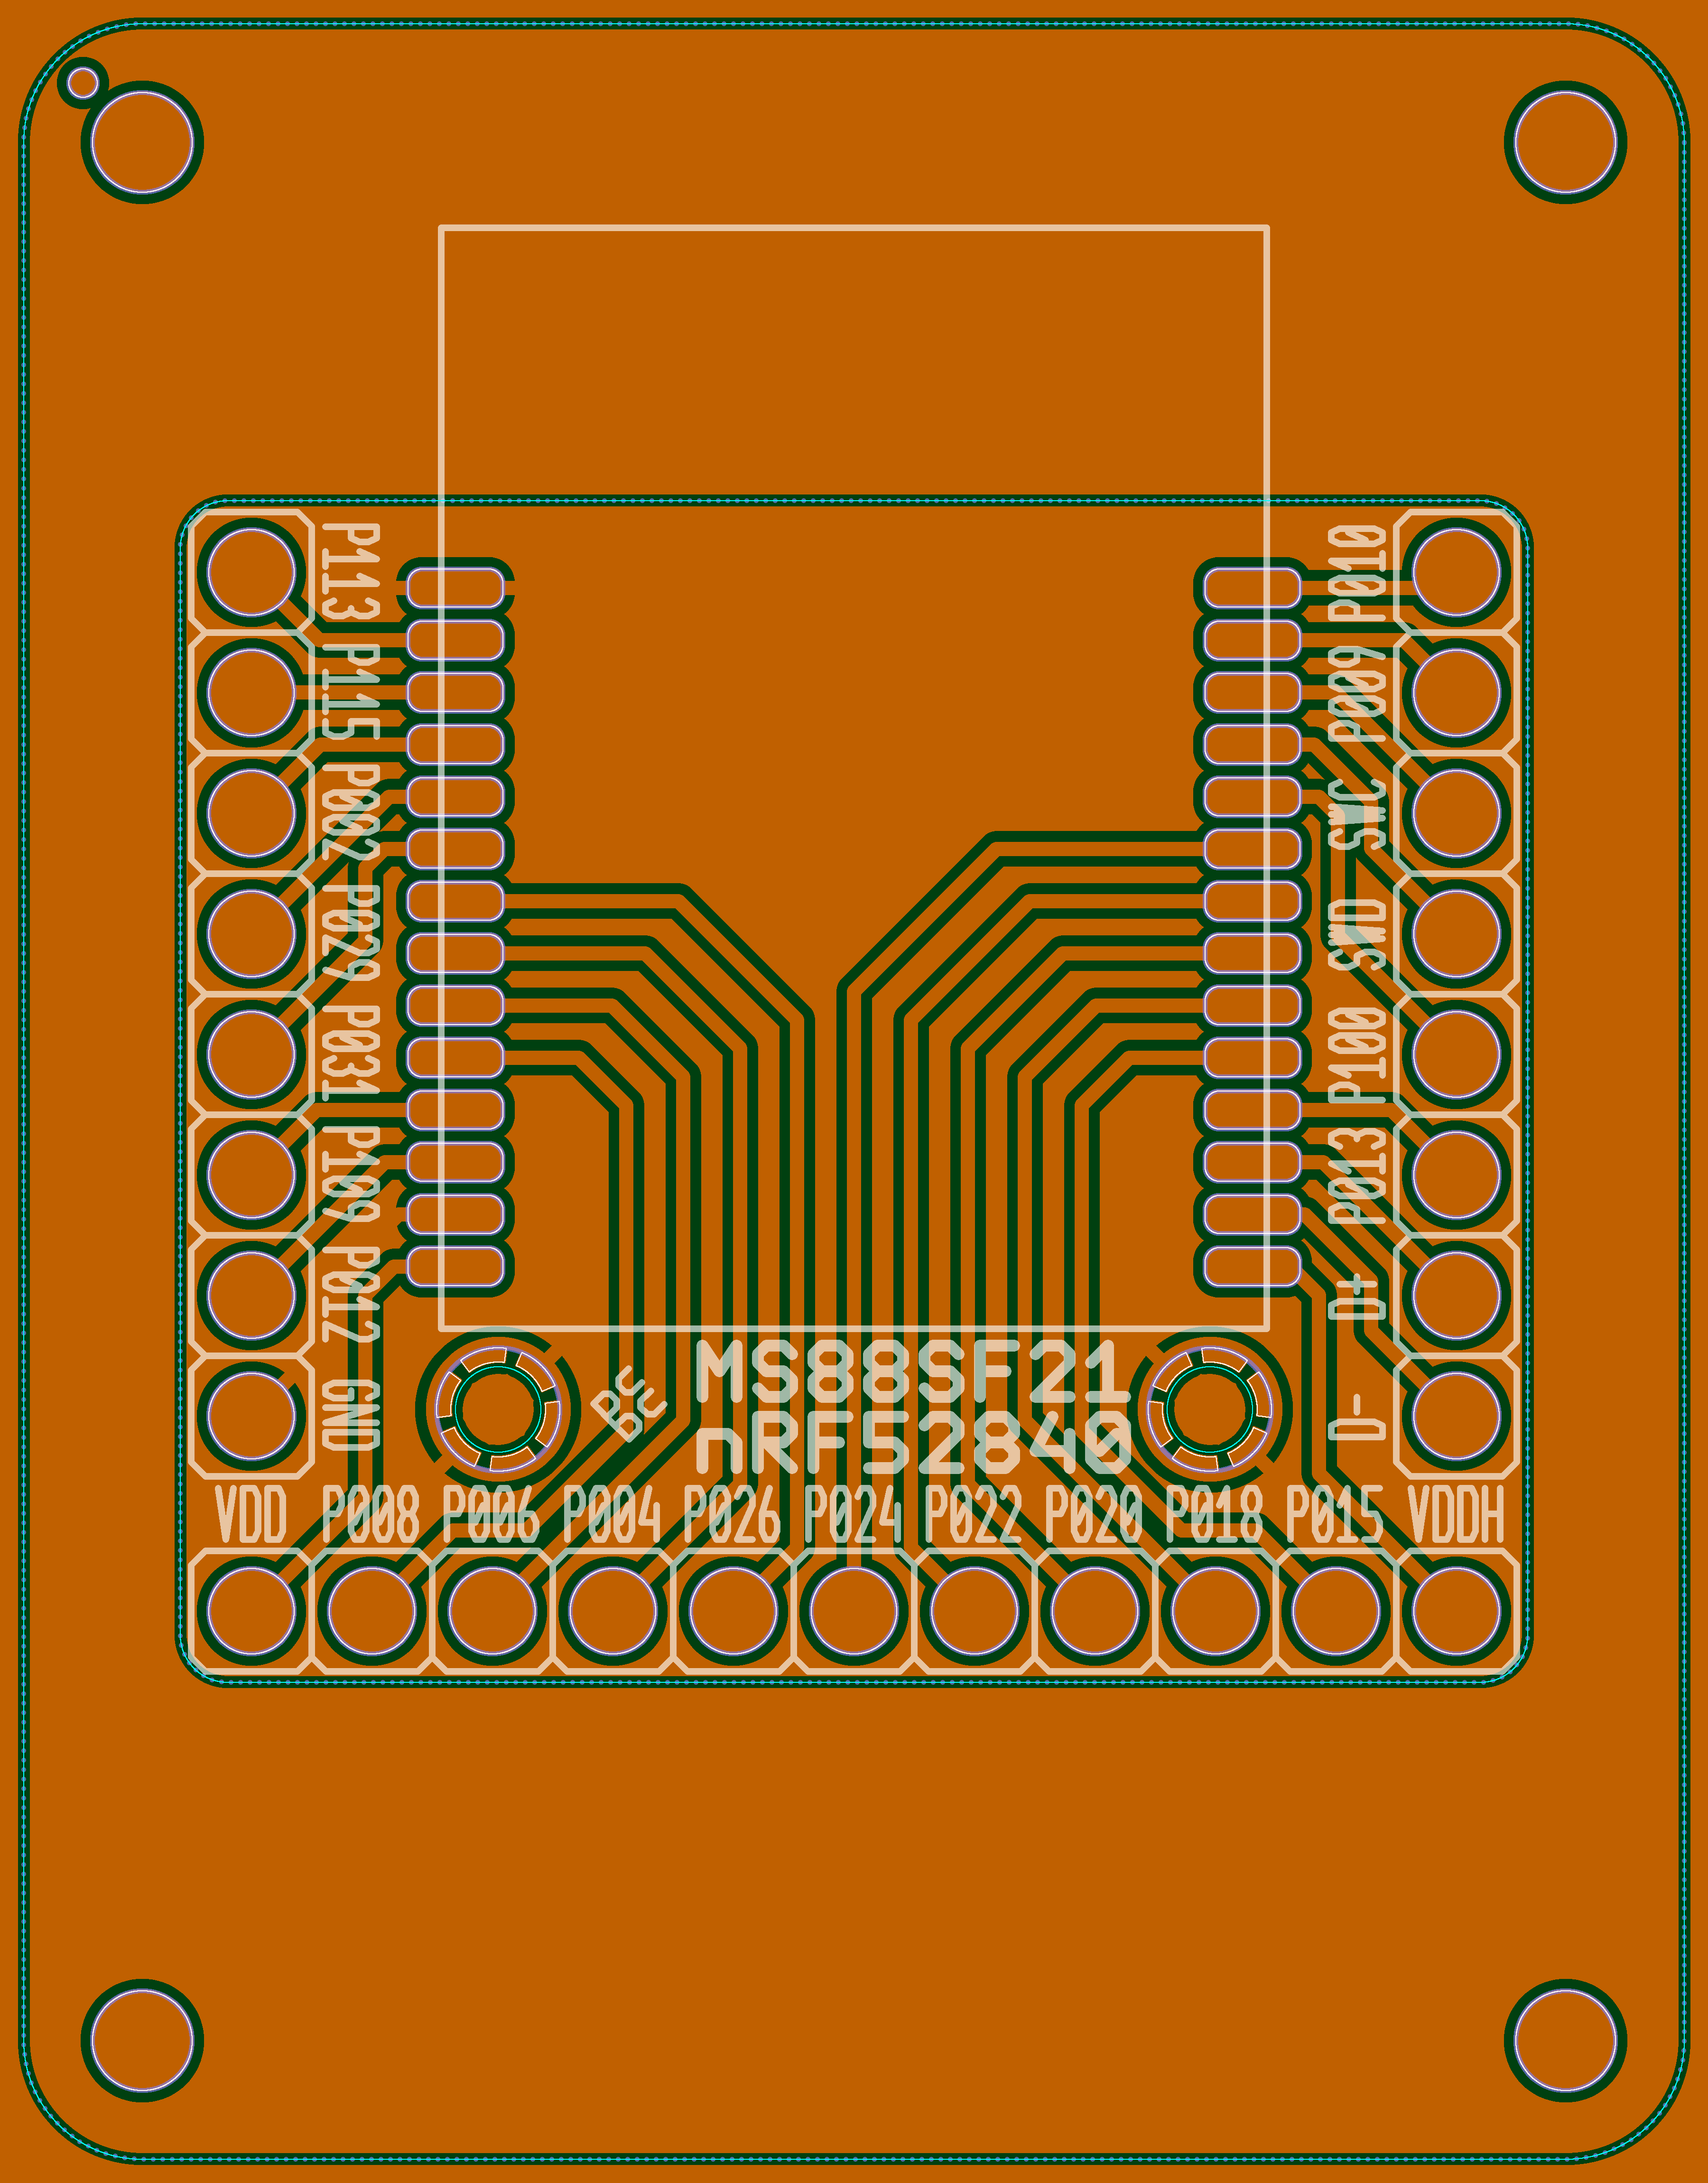 P113
P115
P002
P029
P031
P109
P012
GND
P010
P009
SWC
SWD
P100
P013
D+
D-
BC
MS88SF21
nRF52840
VDD P008 P006 P004 P026 P024 P022 P020 P018 P015 VDDH